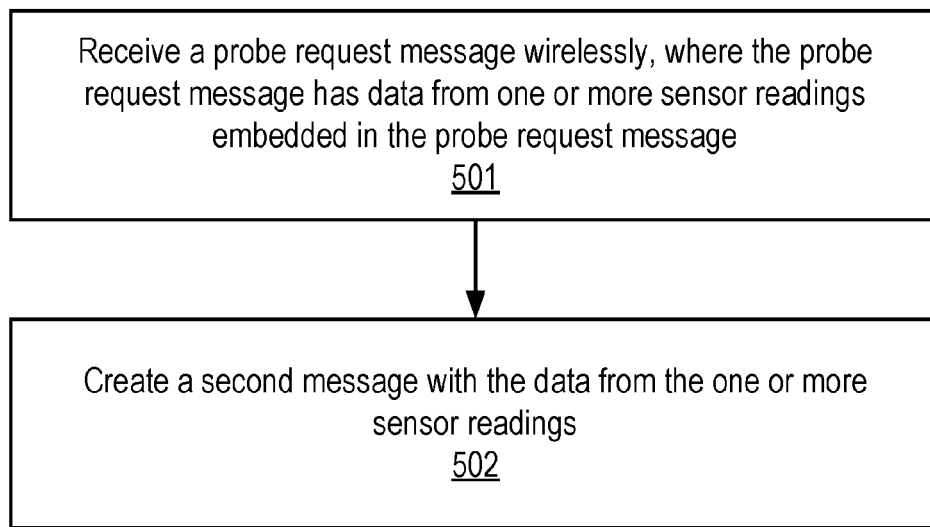 Receive a probe request message wirelessly, where the probe
request message has data from one or more sensor readings
embedded in the probe request message
501
Create a second message with the data from the one or more
sensor readings
502